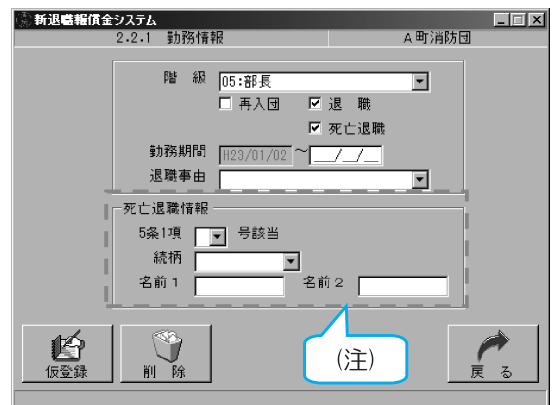 新退職報償金システム
2.2.1 勤務情報 A町消防団
階 級 05:部長
再入団 退 職
死亡退職
勤務期間 H23/01/02 ~ __/__/__
退職事由
死亡退職情報
5条1項 号該当
続柄
名前1 名前2
(注)
仮登録 削 除 戻 る